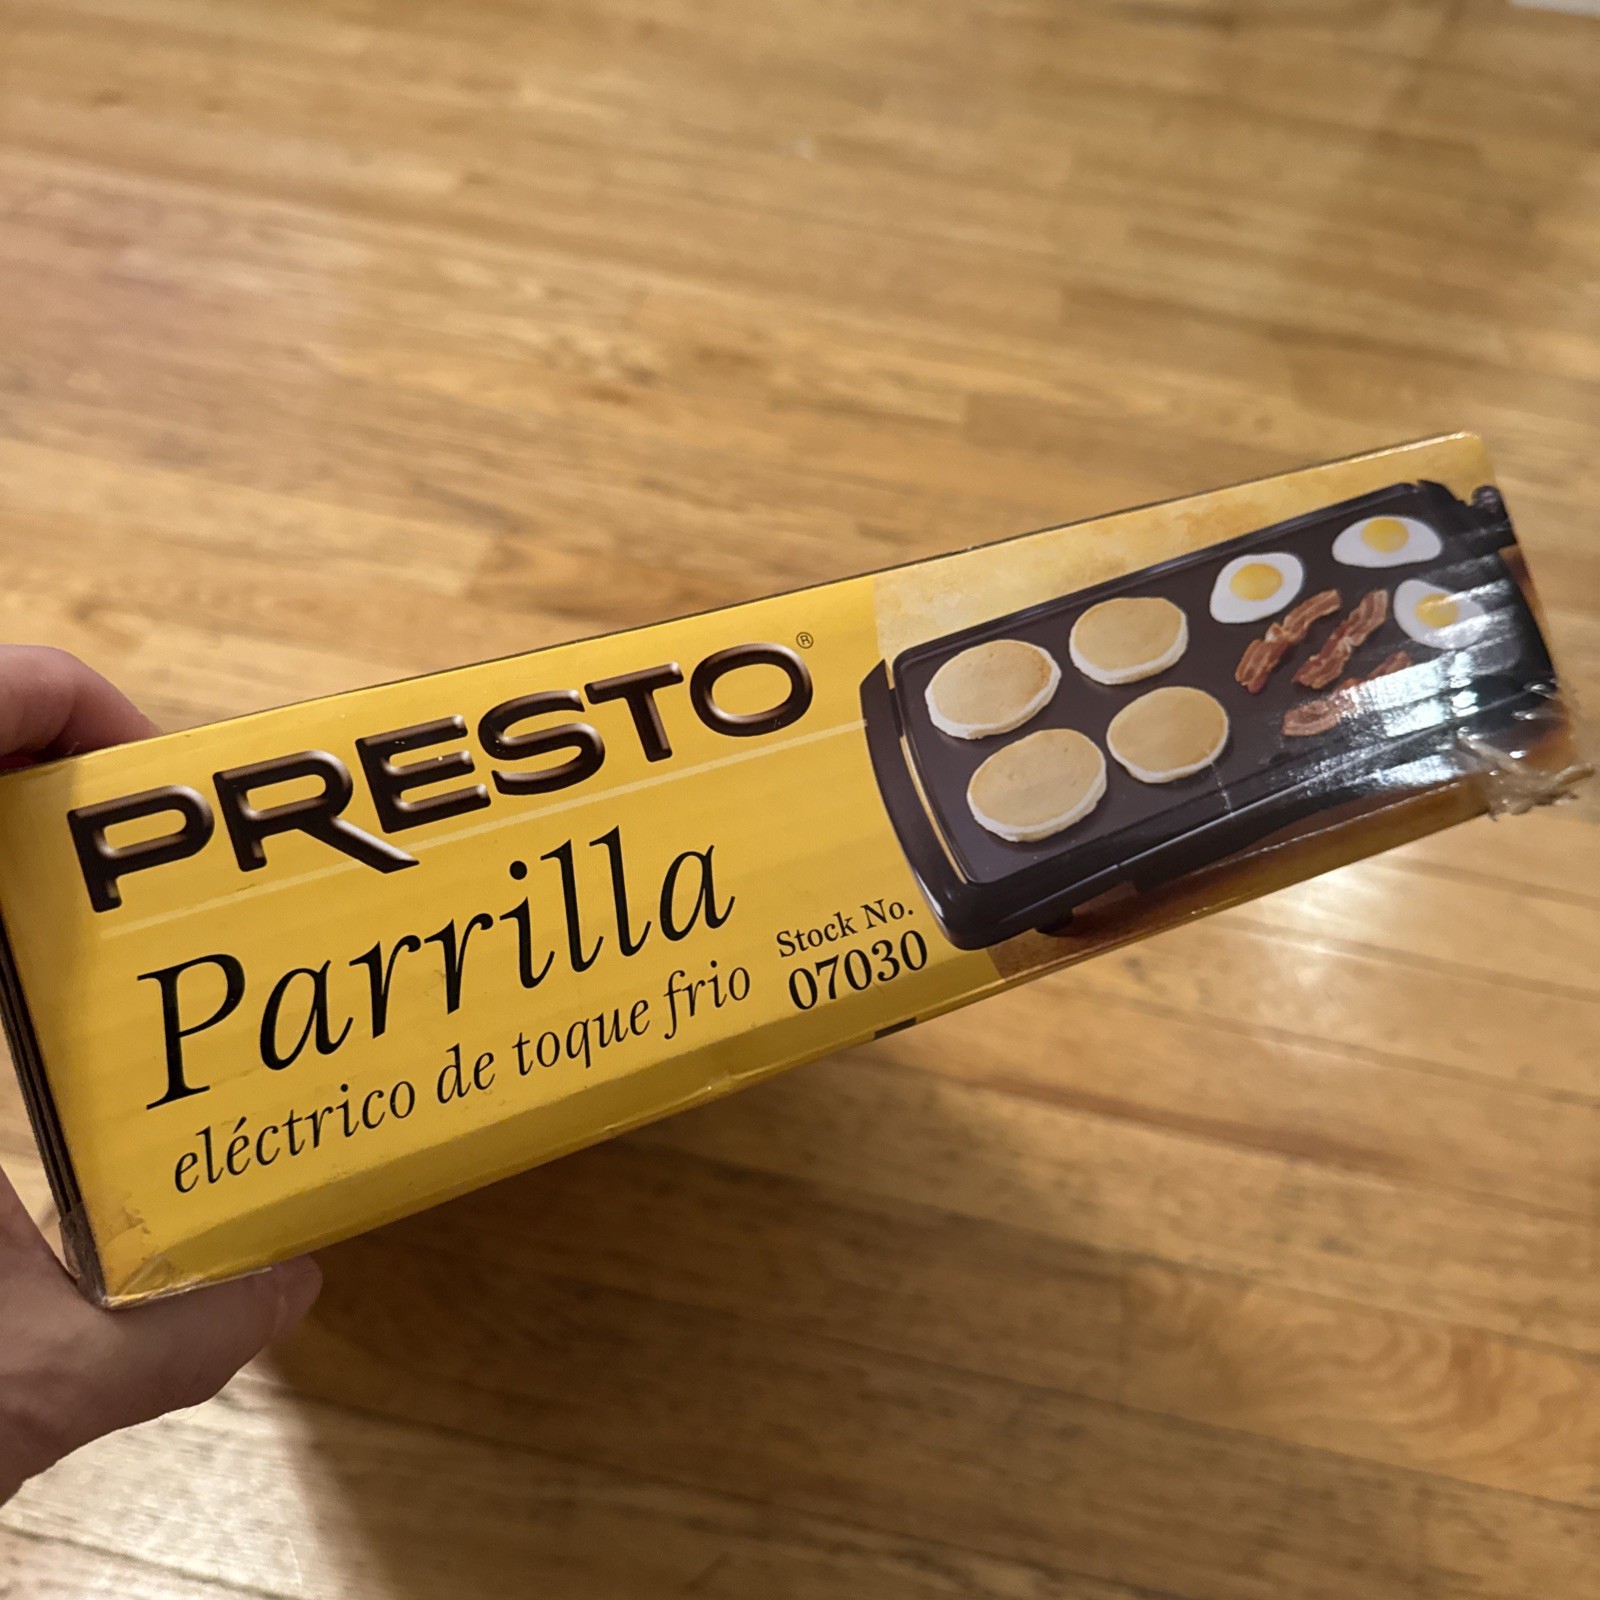 PRESTO®
Parrilla
eléctrico de toque frio
Stock No.
07030